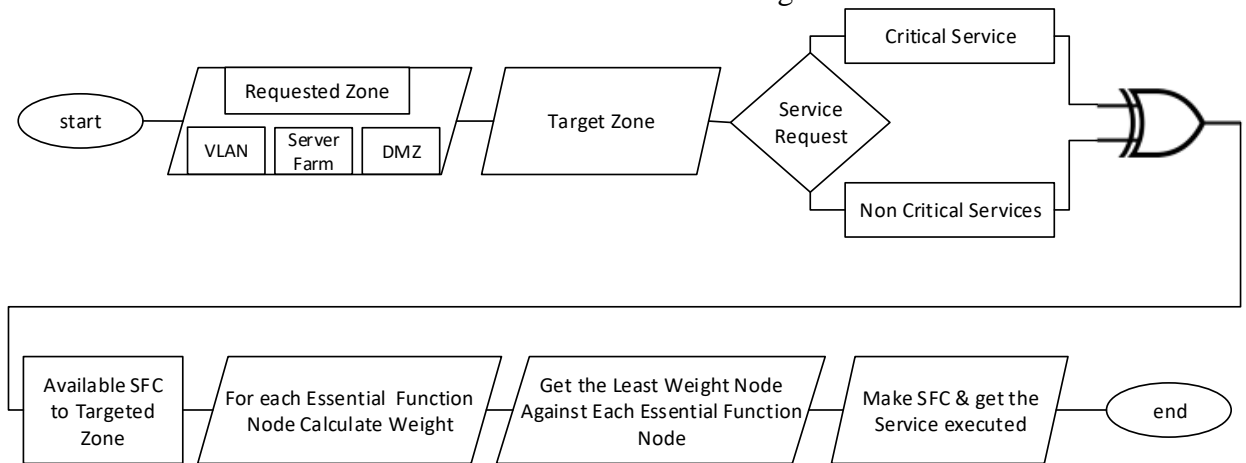 start
Requested Zone
VLAN
Server
Farm
DMZ
Target Zone
Service
Request
Critical Service
Non Critical Services
Available SFC
to Targeted
Zone
For each Essential Function
Node Calculate Weight
Get the Least Weight Node
Against Each Essential Function
Node
Make SFC & get the
Service executed
end